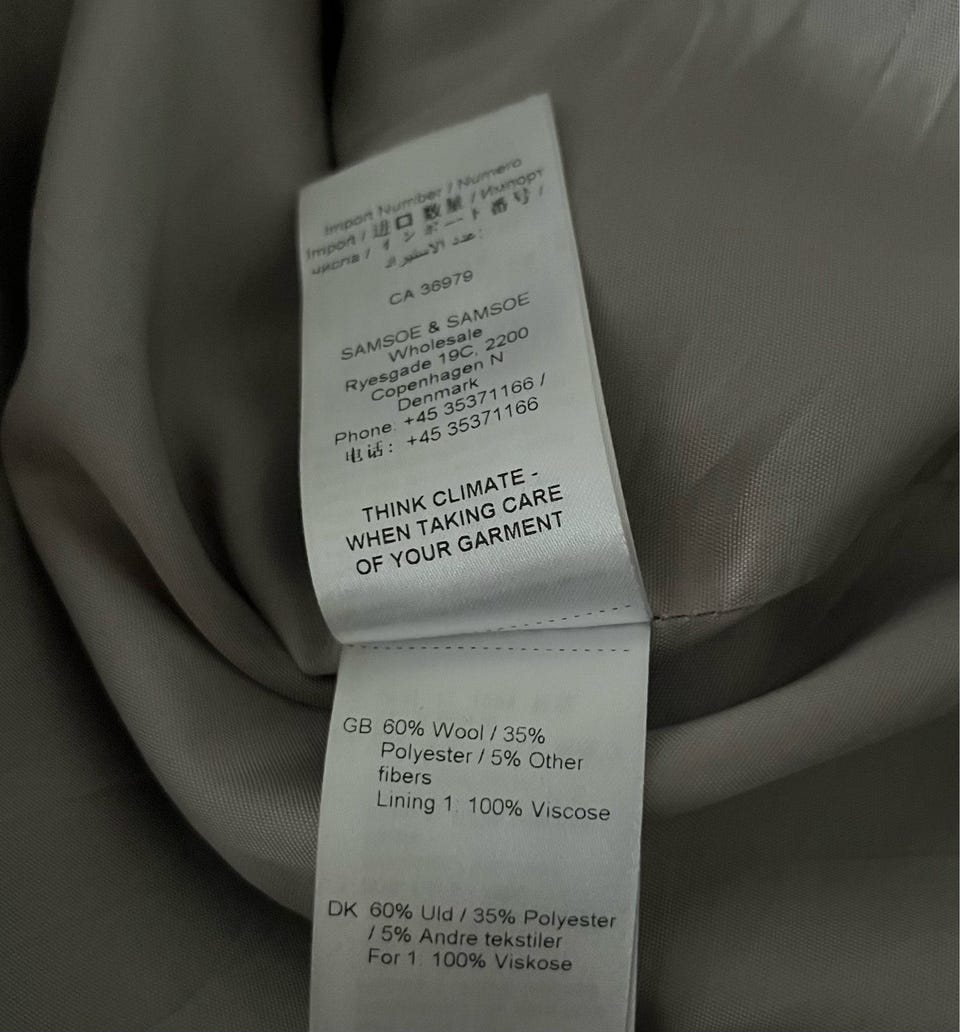 Import Number / Numero
Import / 进口 数量 / Импорт
числа / インポート番号 /
عدد الاستيراد:
CA 36979
SAMSOE & SAMSOE
Wholesale
Ryesgade 19C, 2200
Copenhagen N
Denmark
Phone: +45 35371166 /
电话: +45 35371166
THINK CLIMATE -
WHEN TAKING CARE
OF YOUR GARMENT
GB 60% Wool / 35%
Polyester / 5% Other
fibers
Lining 1: 100% Viscose
DK 60% Uld / 35% Polyester
/ 5% Andre tekstiler
For 1: 100% Viskose